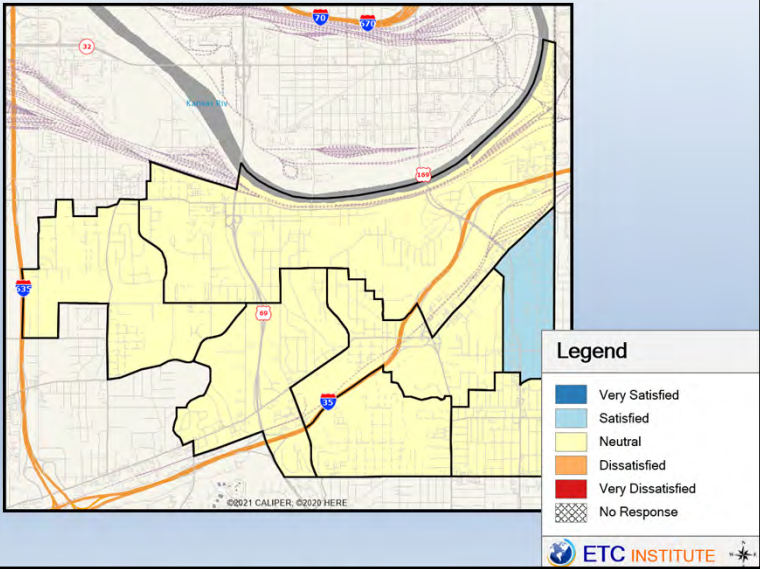 70
670
32
Kansas Riv
169
635
69
35
©2021 CALIPER; ©2020 HERE
Legend
Very Satisfied
Satisfied
Neutral
Dissatisfied
Very Dissatisfied
No Response
N
W
E
S
ETC INSTITUTE